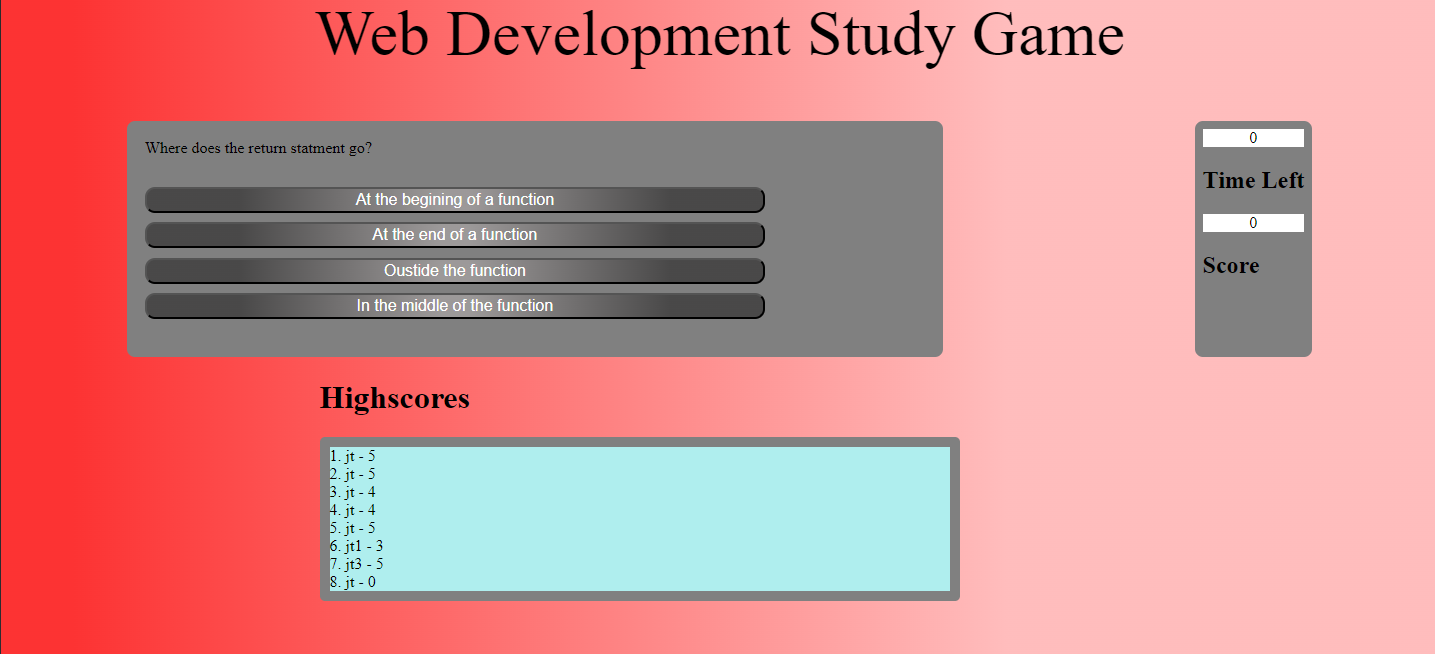 Web Development Study Game
Where does the return statment go?
At the begining of a function
At the end of a function
Oustide the function
In the middle of the function
0
Time Left
0
Score
Highscores
1. jt - 5
2. jt - 5
3. jt - 4
4. jt - 4
5. jt - 5
6. jt1 - 3
7. jt3 - 5
8. jt - 0